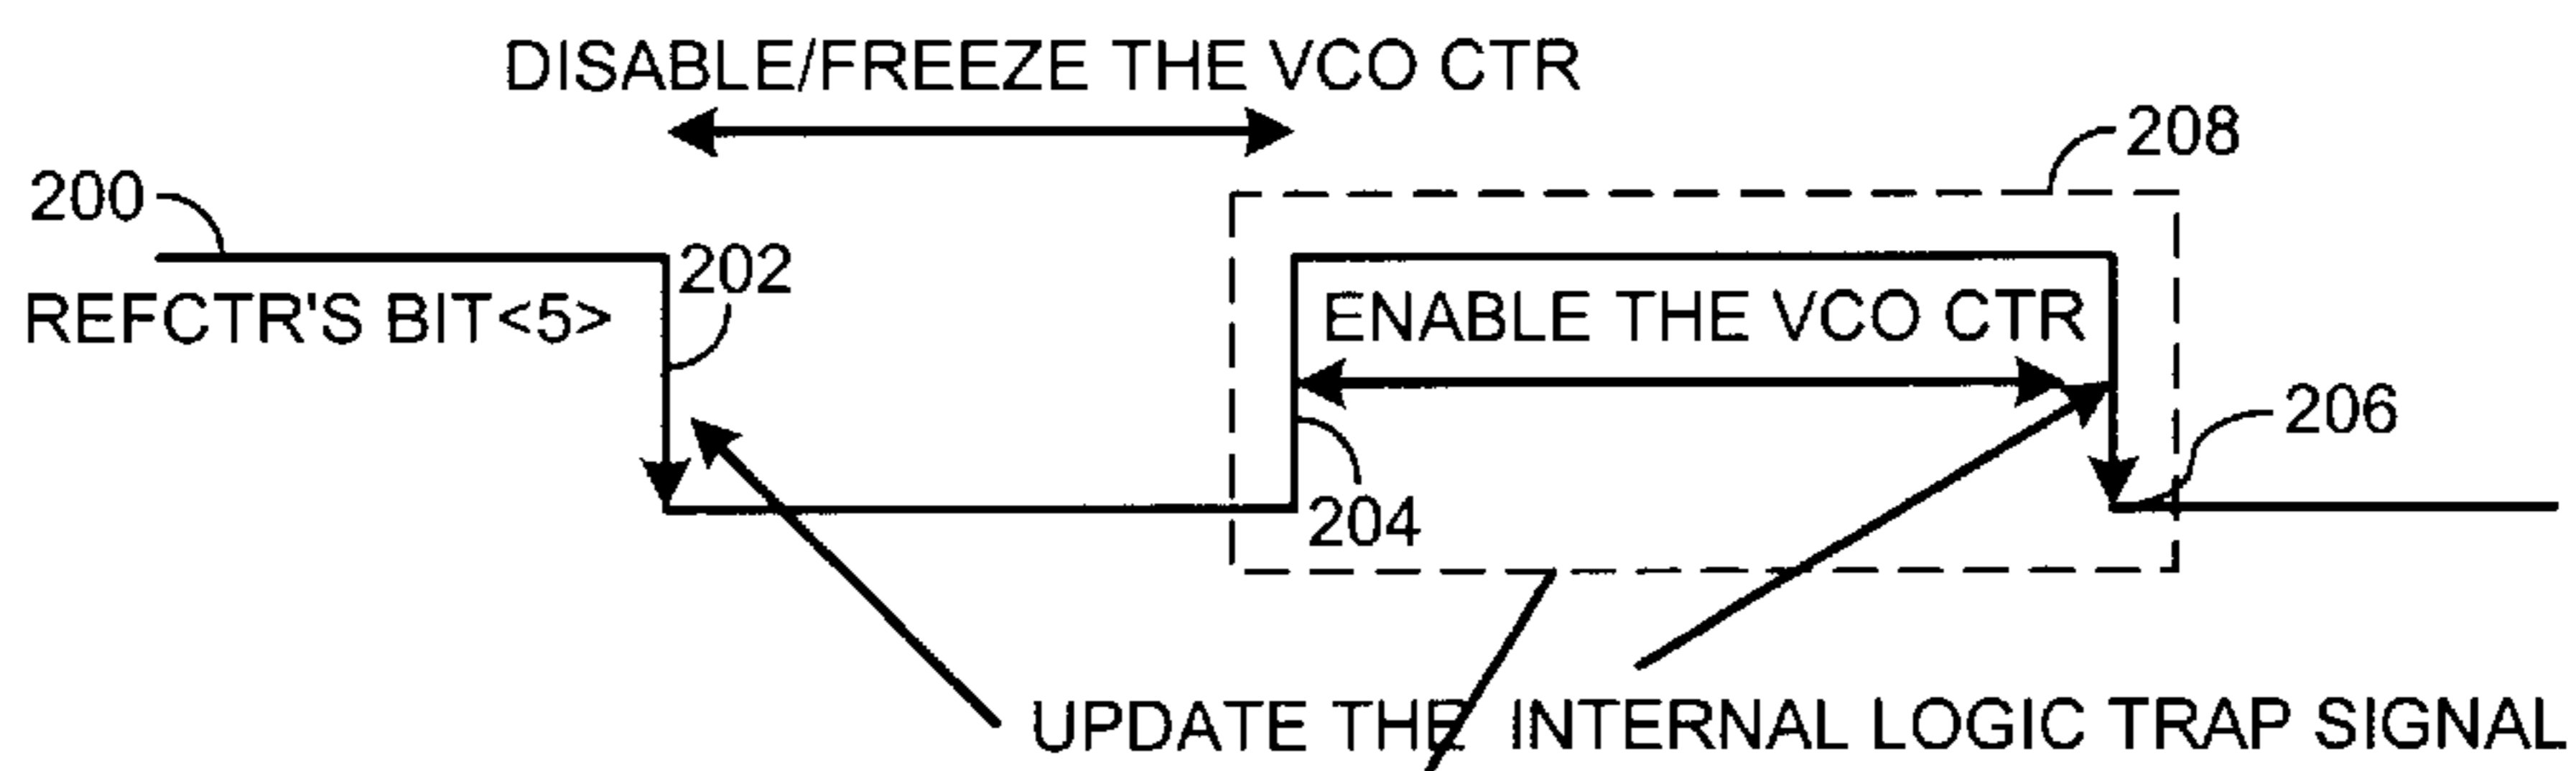 DISABLE/FREEZE THE VCO CTR
208
200
202
REFCTR'S BIT<5>
ENABLE THE VCO CTR
206
204
UPDATE THE INTERNAL LOGIC TRAP SIGNAL